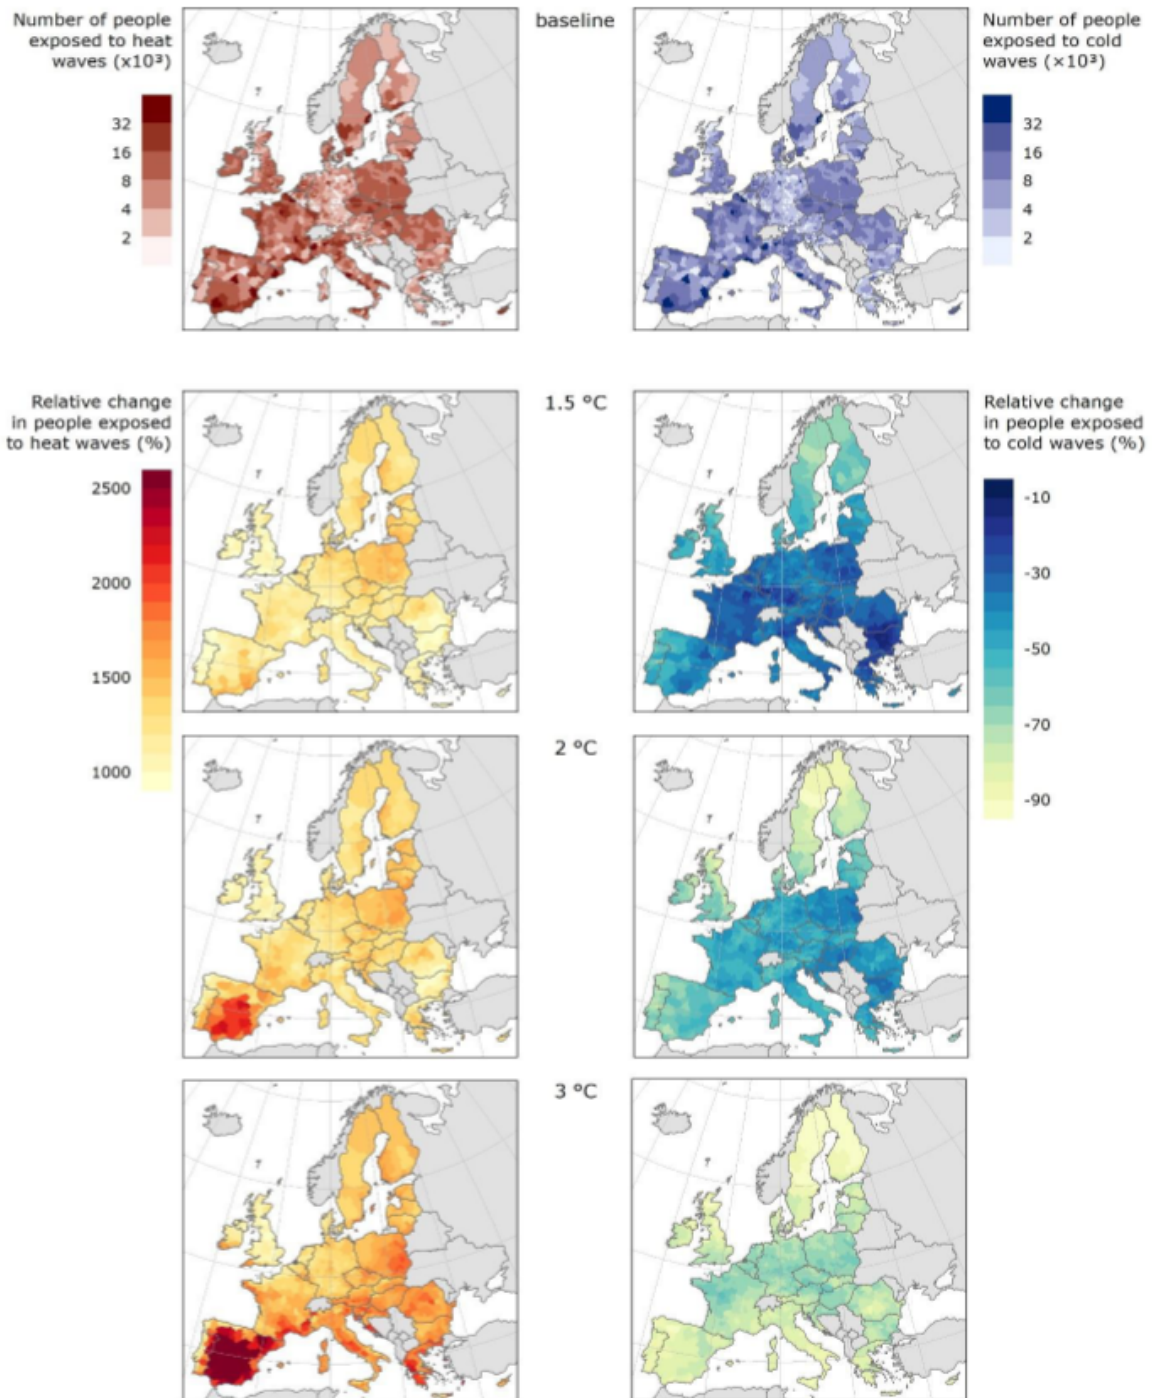 Number of people
exposed to heat
waves (x10³)
32
16
8
4
2
baseline
Number of people
exposed to cold
waves (×10³)
32
16
8
4
2
Relative change
in people exposed
to heat waves (%)
2500
2000
1500
1000
1.5 °C
Relative change
in people exposed
to cold waves (%)
-10
-30
-50
-70
-90
2 °C
3 °C